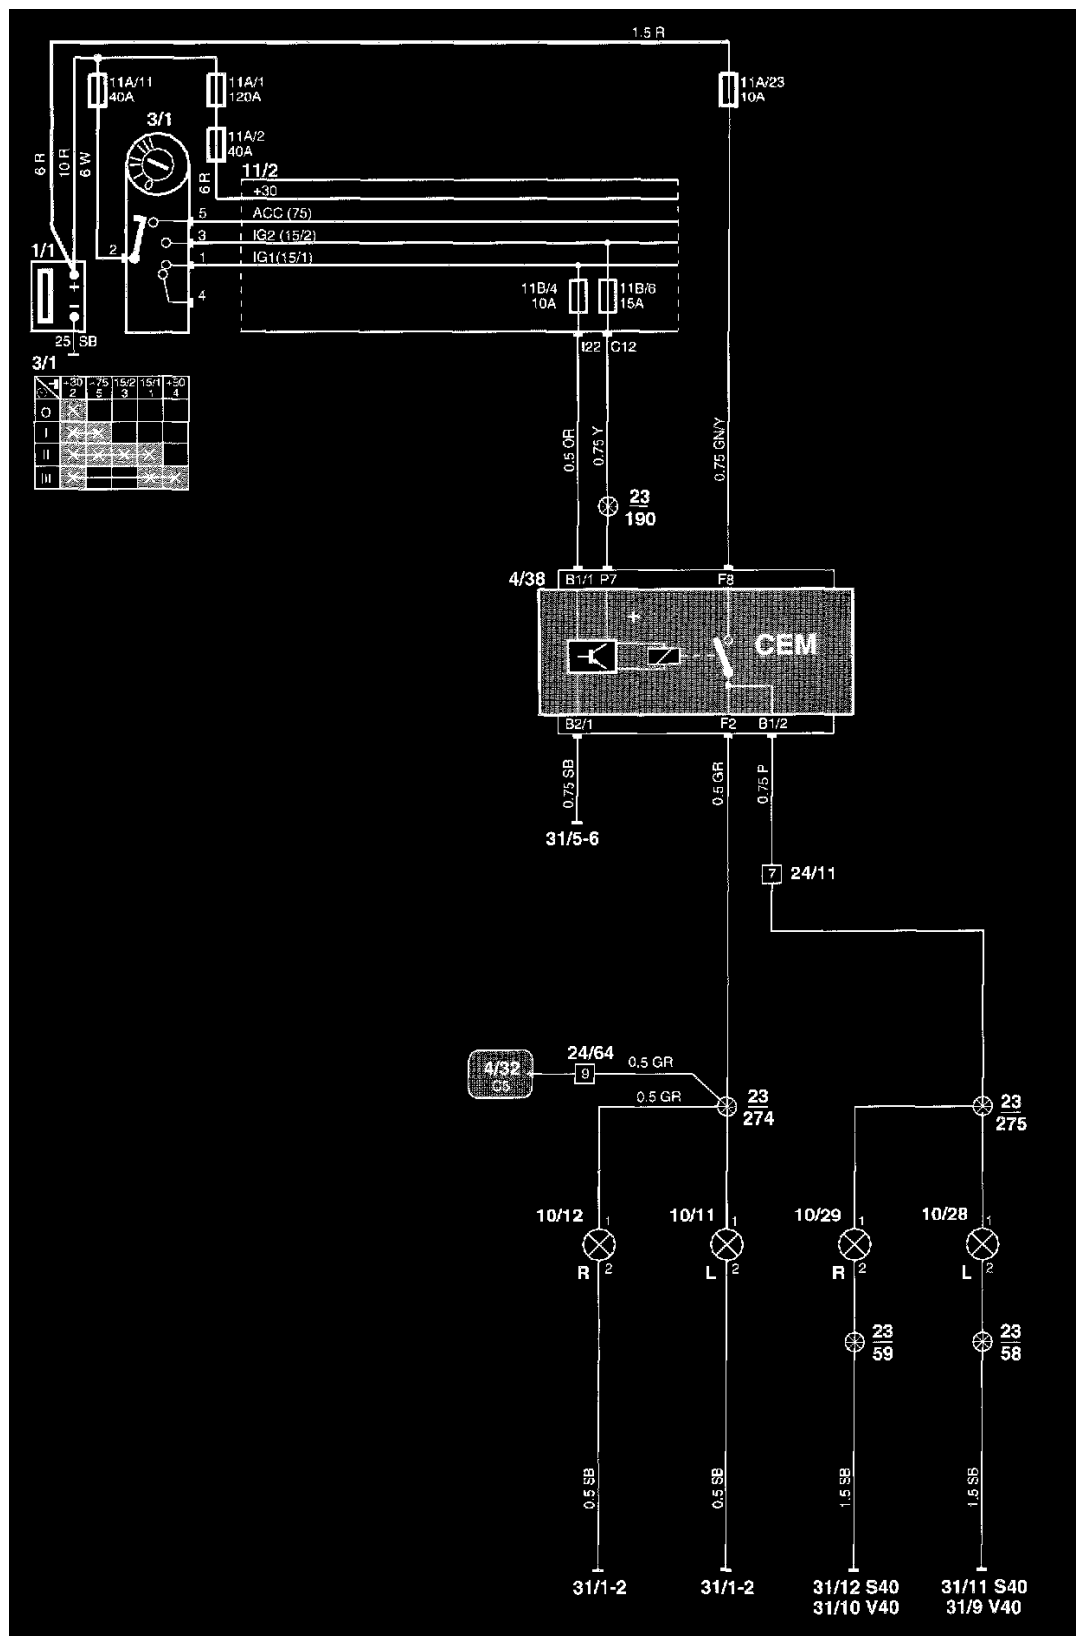 1.5 R
11A/11
40A
11A/1
120A
11A/23
10A
3/1
11A/2
40A
6 R
10 R
6 W
6 R
11/2
+30
5
ACC (75)
3
IG2 (15/2)
2
1
IG1(15/1)
1/1
+
−
4
11B/4
10A
11B/6
15A
25 SB
I22
C12
3/1
+30 +75 15/2 15/1 +50
2 5 3 1 4
O
I
II
III
0.5 OR
0.75 Y
0.75 GN/Y
23
190
4/38
B1/1 P7 F8
+
CEM
B2/1 F2 B1/2
0.75 SB
0.5 GR
0.75 P
31/5-6
7
24/11
24/64
4/32
9
0.5 GR
0.5 GR
23
274
23
275
10/12
1
10/11
1
10/29
1
10/28
1
R
2
L
2
R
2
L
2
23
59
23
58
0.5 SB
0.5 SB
1.5 SB
1.5 SB
31/1-2
31/1-2
31/12 S40
31/10 V40
31/11 S40
31/9 V40